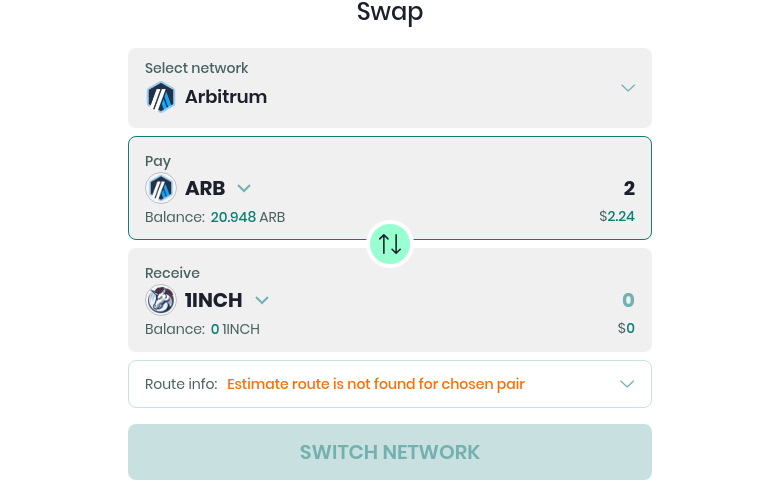 Swap
Select network
Arbitrum
Pay
ARB
2
Balance: 20.948 ARB
$2.24
Receive
1INCH
0
Balance: 0 1INCH
$0
Route info: Estimate route is not found for chosen pair
SWITCH NETWORK